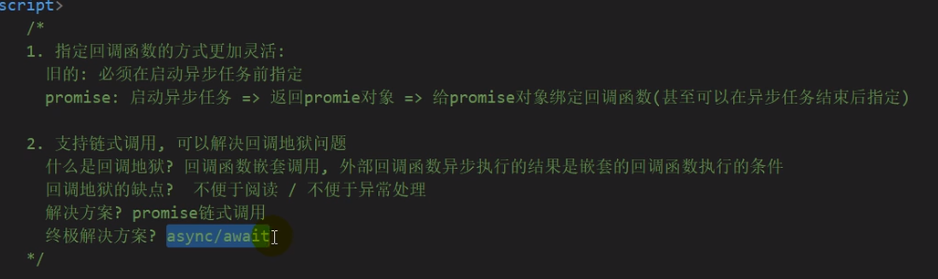 script>
/*
1. 指定回调函数的方式更加灵活:
旧的: 必须在启动异步任务前指定
promise: 启动异步任务 => 返回promie对象 => 给promise对象绑定回调函数(甚至可以在异步任务结束后指定)
2. 支持链式调用, 可以解决回调地狱问题
什么是回调地狱? 回调函数嵌套调用, 外部回调函数异步执行的结果是嵌套的回调函数执行的条件
回调地狱的缺点?  不便于阅读 / 不便于异常处理
解决方案? promise链式调用
终极解决方案? async/await
*/